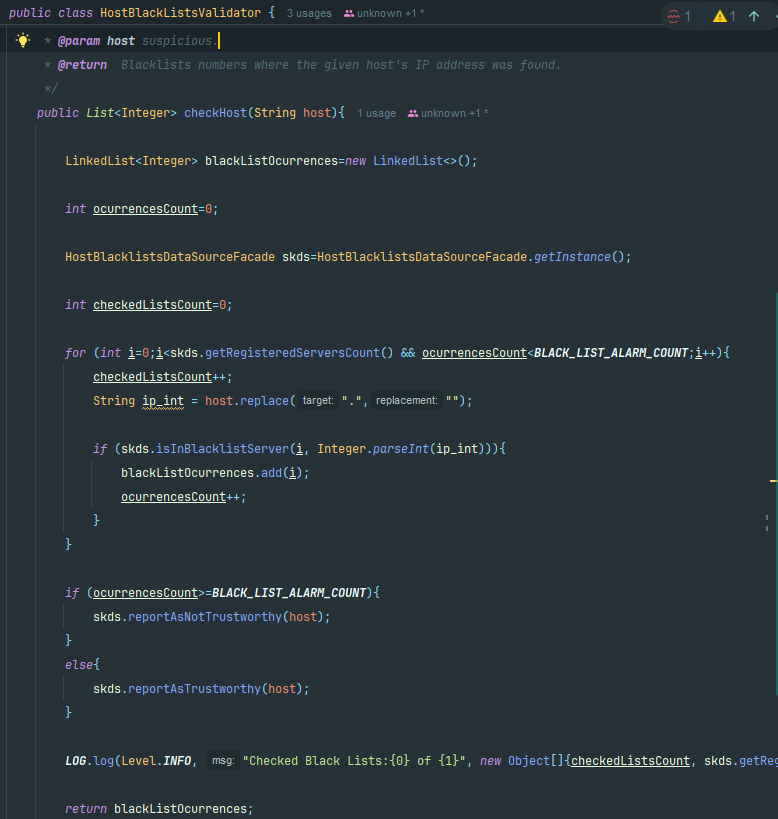 public class HostBlackListsValidator { 3 usages unknown +1 *
1 1
* @param host suspicious.
* @return Blacklists numbers where the given host's IP address was found.
*/
public List<Integer> checkHost(String host){ 1 usage unknown +1 *
LinkedList<Integer> blackListOcurrences=new LinkedList<>();
int ocurrencesCount=0;
HostBlacklistsDataSourceFacade skds=HostBlacklistsDataSourceFacade.getInstance();
int checkedListsCount=0;
for (int i=0;i<skds.getRegisteredServersCount() && ocurrencesCount<BLACK_LIST_ALARM_COUNT;i++){
checkedListsCount++;
String ip_int = host.replace( target: ".", replacement: "");
if (skds.isInBlacklistServer(i, Integer.parseInt(ip_int))){
blackListOcurrences.add(i);
ocurrencesCount++;
}
}
if (ocurrencesCount>=BLACK_LIST_ALARM_COUNT){
skds.reportAsNotTrustworthy(host);
}
else{
skds.reportAsTrustworthy(host);
}
LOG.log(Level.INFO, msg: "Checked Black Lists:{0} of {1}", new Object[]{checkedListsCount, skds.getReg
return blackListOcurrences;